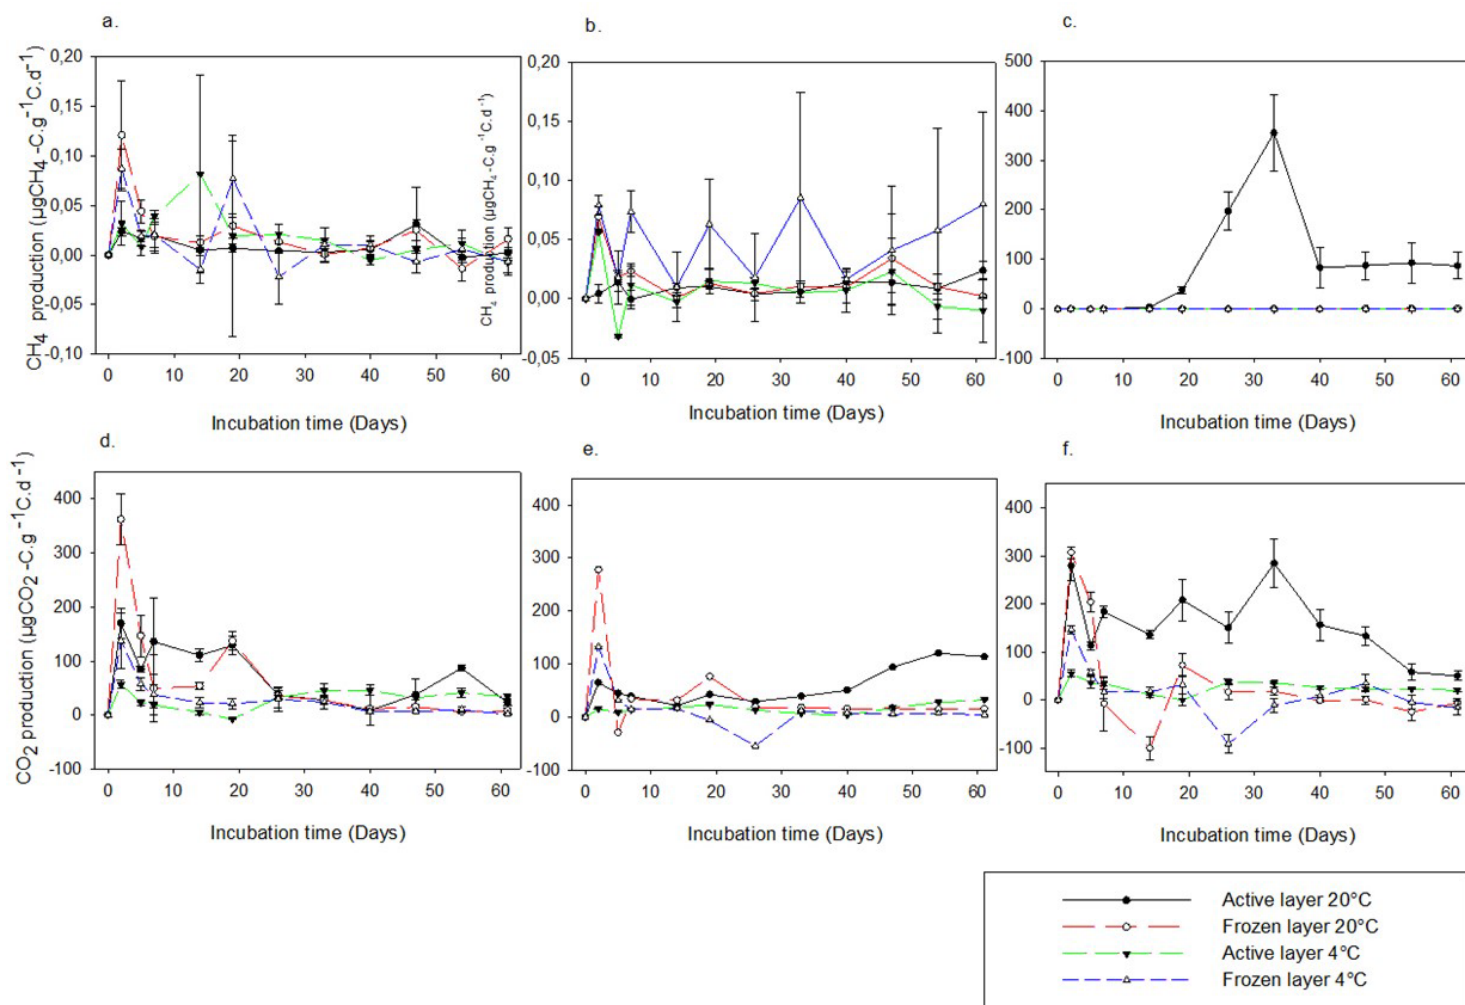 a.
b.
c.
CH4 production (µgCH4 -C.g-1C.d-1)
0,20
0,15
0,10
0,05
0,00
-0,05
-0,10
0 10 20 30 40 50 60
Incubation time (Days)
CH4 production (µgCH4-C.g-1C.d-1)
0,20
0,15
0,10
0,05
0,00
-0,05
0 10 20 30 40 50 60
Incubation time (Days)
500
400
300
200
100
0
-100
0 10 20 30 40 50 60
Incubation time (Days)
d.
e.
f.
CO2 production (µgCO2 -C.g-1C.d-1)
400
300
200
100
0
-100
0 10 20 30 40 50 60
Incubation time (Days)
400
300
200
100
0
-100
0 10 20 30 40 50 60
Incubation time (Days)
400
300
200
100
0
-100
0 10 20 30 40 50 60
Incubation time (Days)
Active layer 20°C
Frozen layer 20°C
Active layer 4°C
Frozen layer 4°C